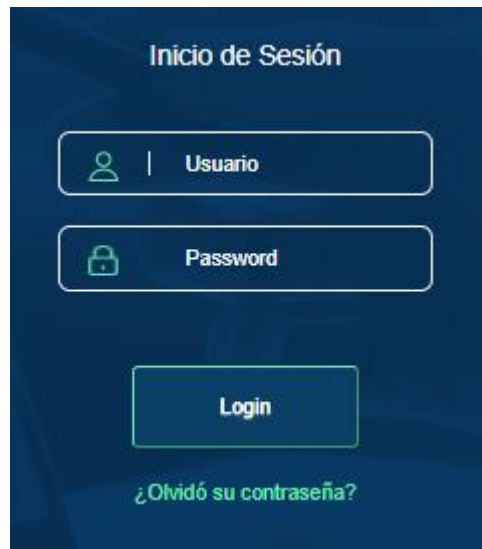 Inicio de Sesión
Usuario
Password
Login
¿Olvidó su contraseña?